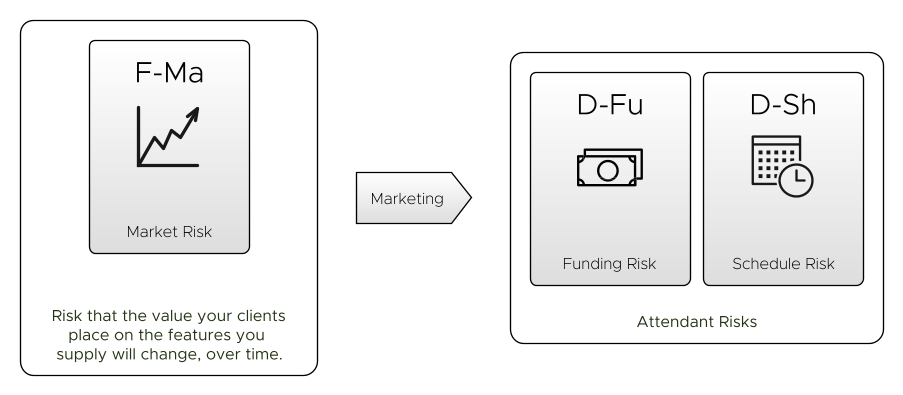 F-Ma
Market Risk
Risk that the value your clients
place on the features you
supply will change, over time.
Marketing
D-Fu
Funding Risk
D-Sh
Schedule Risk
Attendant Risks